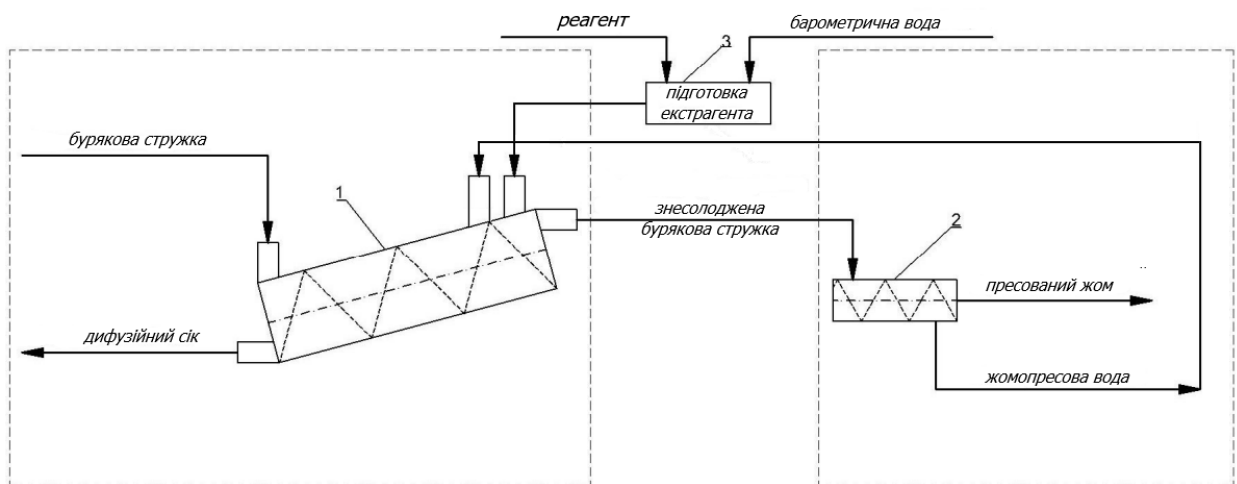 реагент
барометрична вода
3
підготовка
екстрагента
бурякова стружка
1
знесолоджена
бурякова стружка
2
пресований жом
дифузійний сік
жомопресова вода